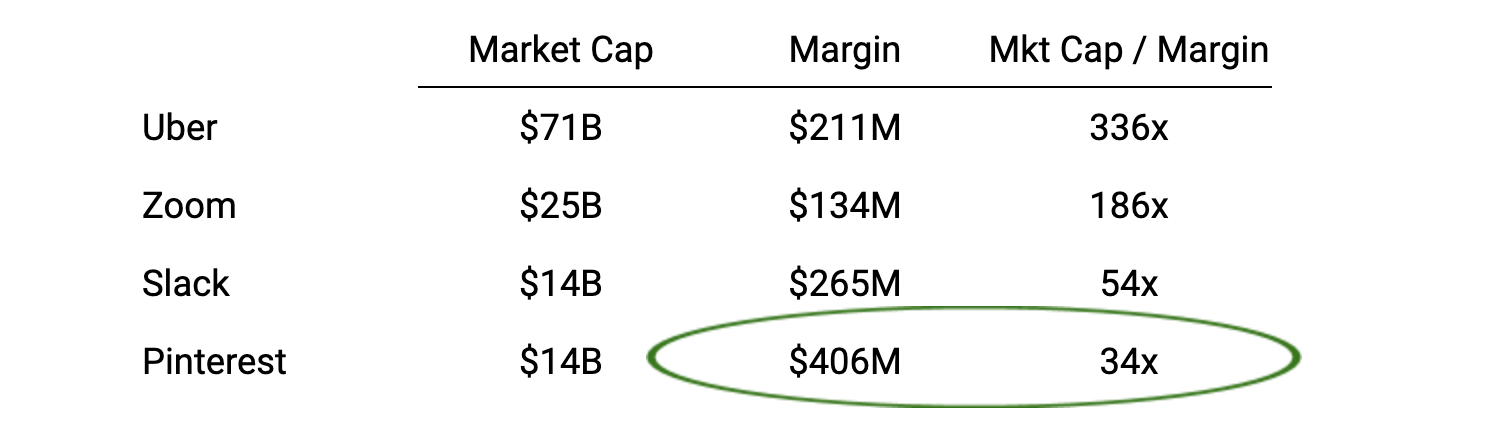 Market Cap Margin Mkt Cap / Margin
Uber $71B $211M 336x
Zoom $25B $134M 186x
Slack $14B $265M 54x
Pinterest $14B $406M 34x